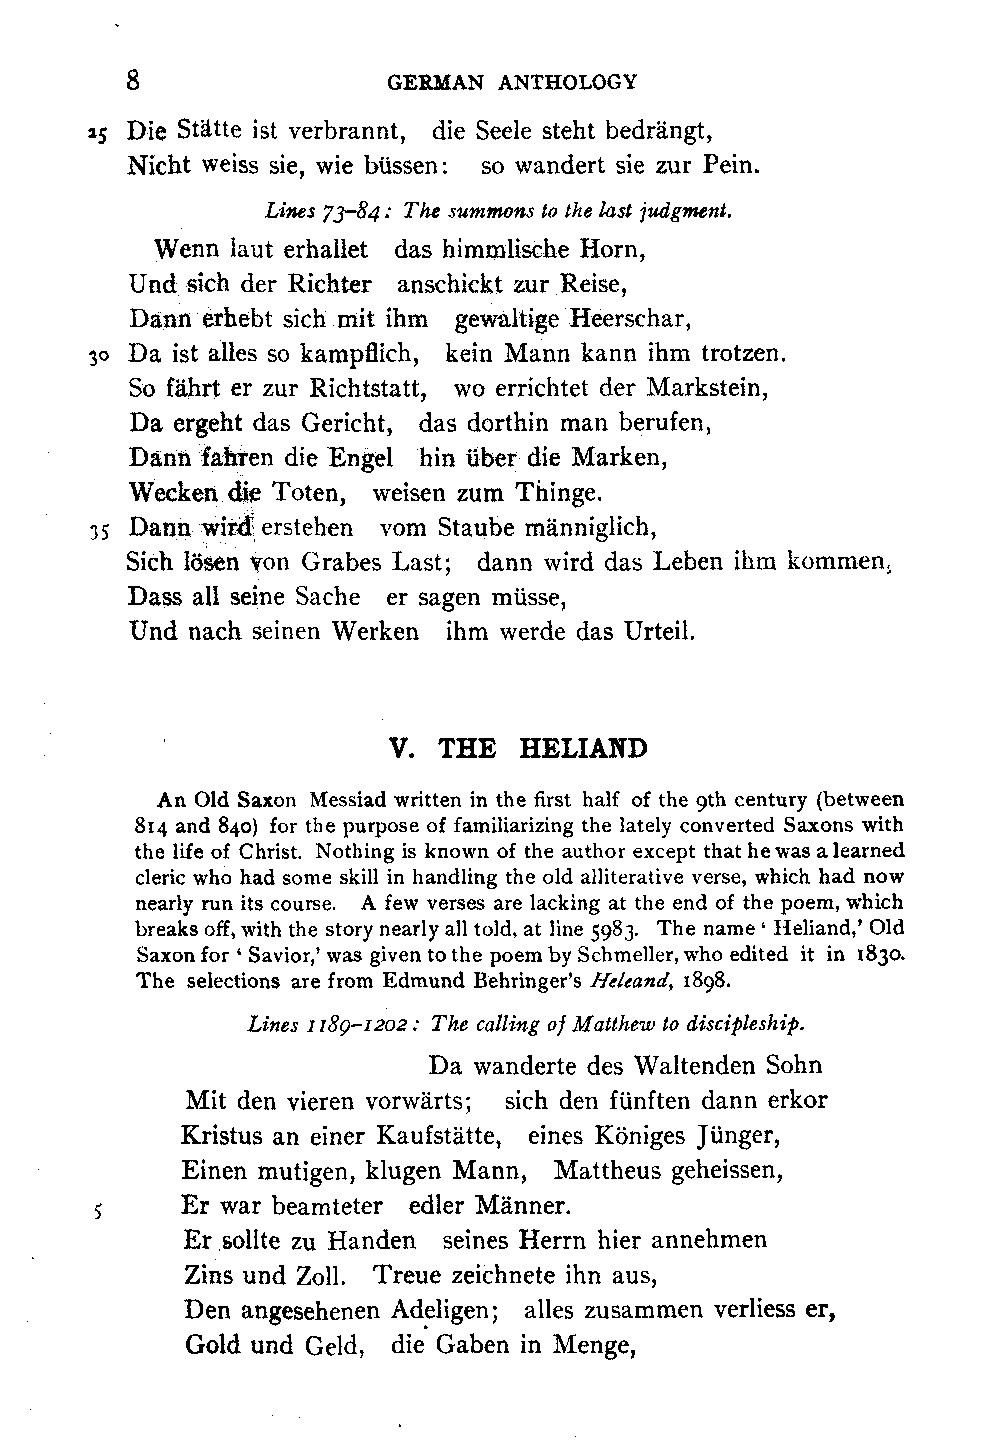 8 GERMAN ANTHOLOGY
25 Die Stätte ist verbrannt, die Seele steht bedrängt,
Nicht weiss sie, wie büssen: so wandert sie zur Pein.
Lines 73–84: The summons to the last judgment.
Wenn laut erhallet das himmlische Horn,
Und sich der Richter anschickt zur Reise,
Dann erhebt sich mit ihm gewaltige Heerschar,
30 Da ist alles so kampflich, kein Mann kann ihm trotzen.
So fährt er zur Richtstatt, wo errichtet der Markstein,
Da ergeht das Gericht, das dorthin man berufen,
Dann fahren die Engel hin über die Marken,
Wecken die Toten, weisen zum Thinge.
35 Dann wird erstehen vom Staube männiglich,
Sich lösen von Grabes Last; dann wird das Leben ihm kommen,
Dass all seine Sache er sagen müsse,
Und nach seinen Werken ihm werde das Urteil.
V. THE HELIAND
An Old Saxon Messiad written in the first half of the 9th century (between
814 and 840) for the purpose of familiarizing the lately converted Saxons with
the life of Christ. Nothing is known of the author except that he was a learned
cleric who had some skill in handling the old alliterative verse, which had now
nearly run its course. A few verses are lacking at the end of the poem, which
breaks off, with the story nearly all told, at line 5983. The name ‘ Heliand,’ Old
Saxon for ‘ Savior,’ was given to the poem by Schmeller, who edited it in 1830.
The selections are from Edmund Behringer's Heleand, 1898.
Lines 1189–1202: The calling of Matthew to discipleship.
Da wanderte des Waltenden Sohn
Mit den vieren vorwärts; sich den fünften dann erkor
Kristus an einer Kaufstätte, eines Königes Jünger,
Einen mutigen, klugen Mann, Mattheus geheissen,
5 Er war beamteter edler Männer.
Er sollte zu Handen seines Herrn hier annehmen
Zins und Zoll. Treue zeichnete ihn aus,
Den angesehenen Adeligen; alles zusammen verliess er,
Gold und Geld, die Gaben in Menge,